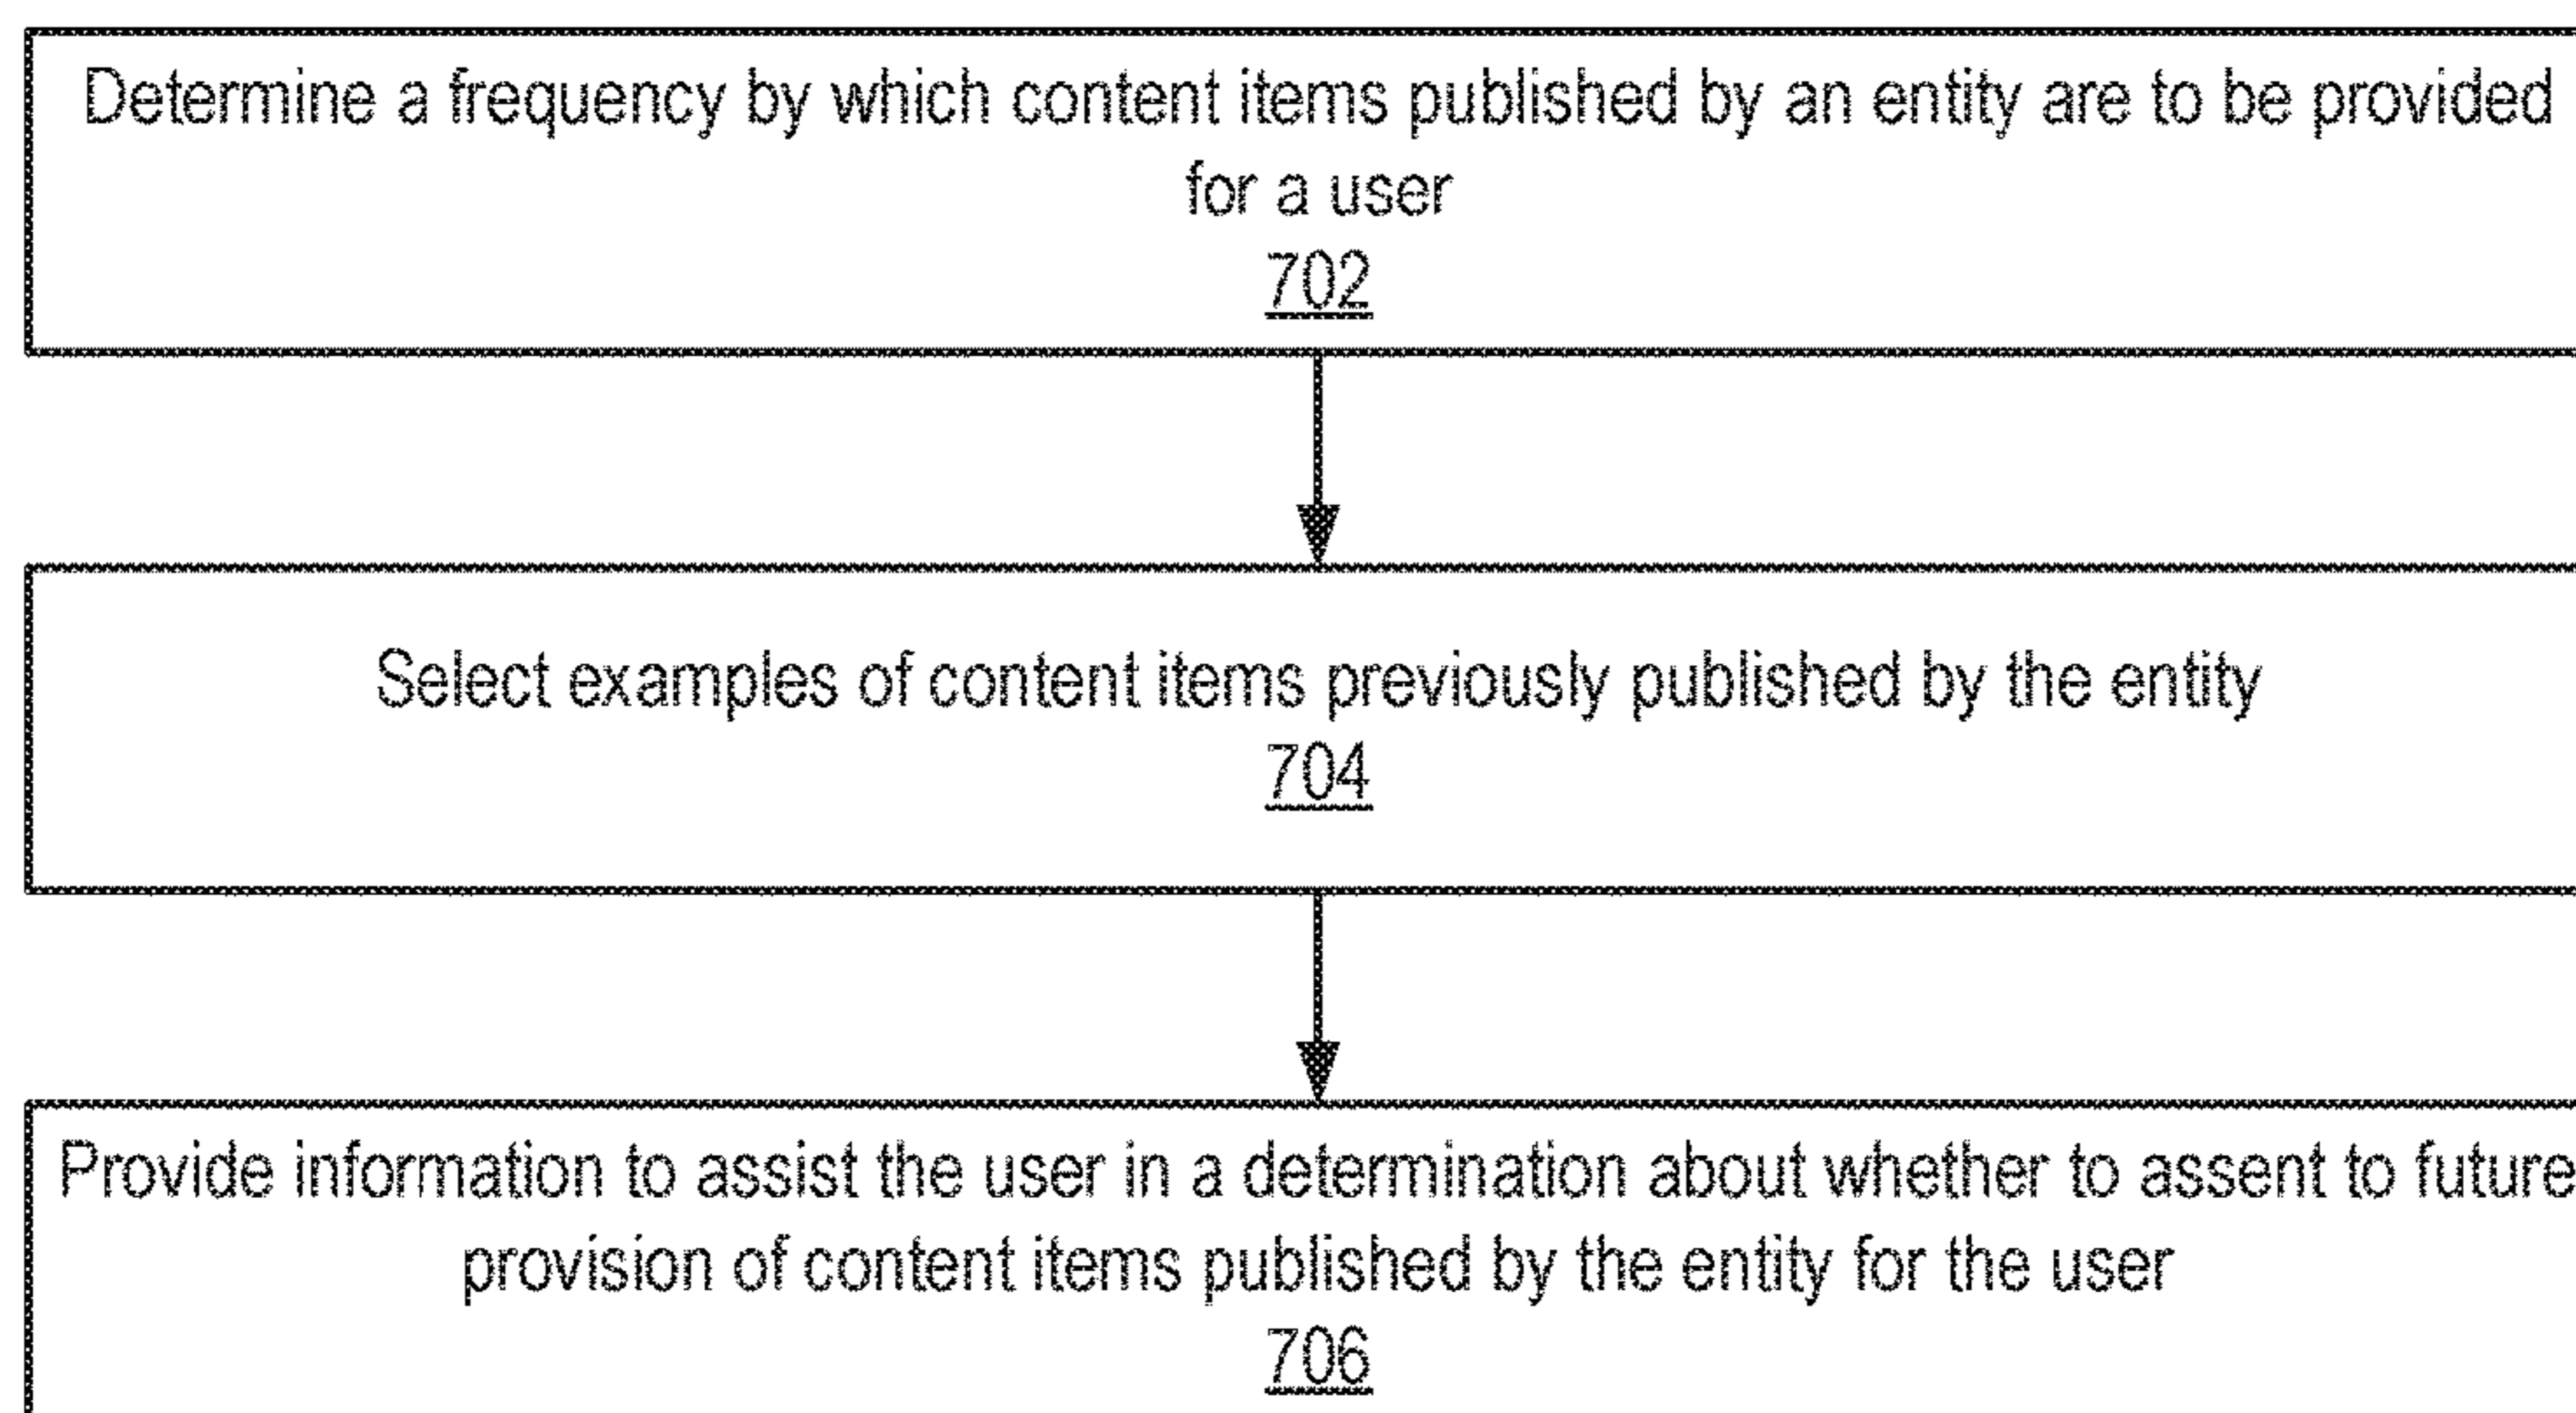 Determine a frequency by which content items published by an entity are to be provided
for a user
702
Select examples of content items previously published by the entity
704
Provide information to assist the user in a determination about whether to assent to future
provision of content items published by the entity for the user
706